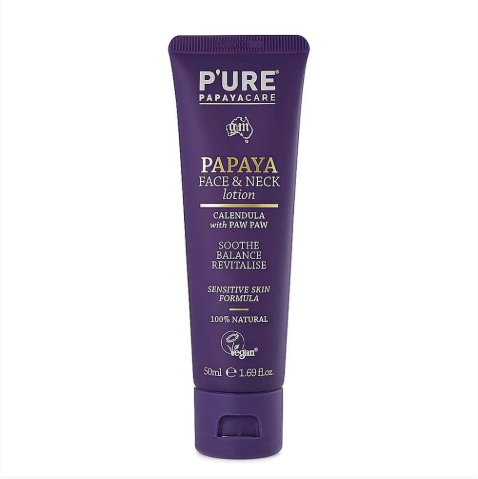 P'URE®
PAPAYACARE
gm
PAPAYA
FACE & NECK
lotion
CALENDULA
with PAW PAW
SOOTHE
BALANCE
REVITALISE
SENSITIVE SKIN
FORMULA
100% NATURAL
vegan
50ml ℮ 1.69 fl oz.